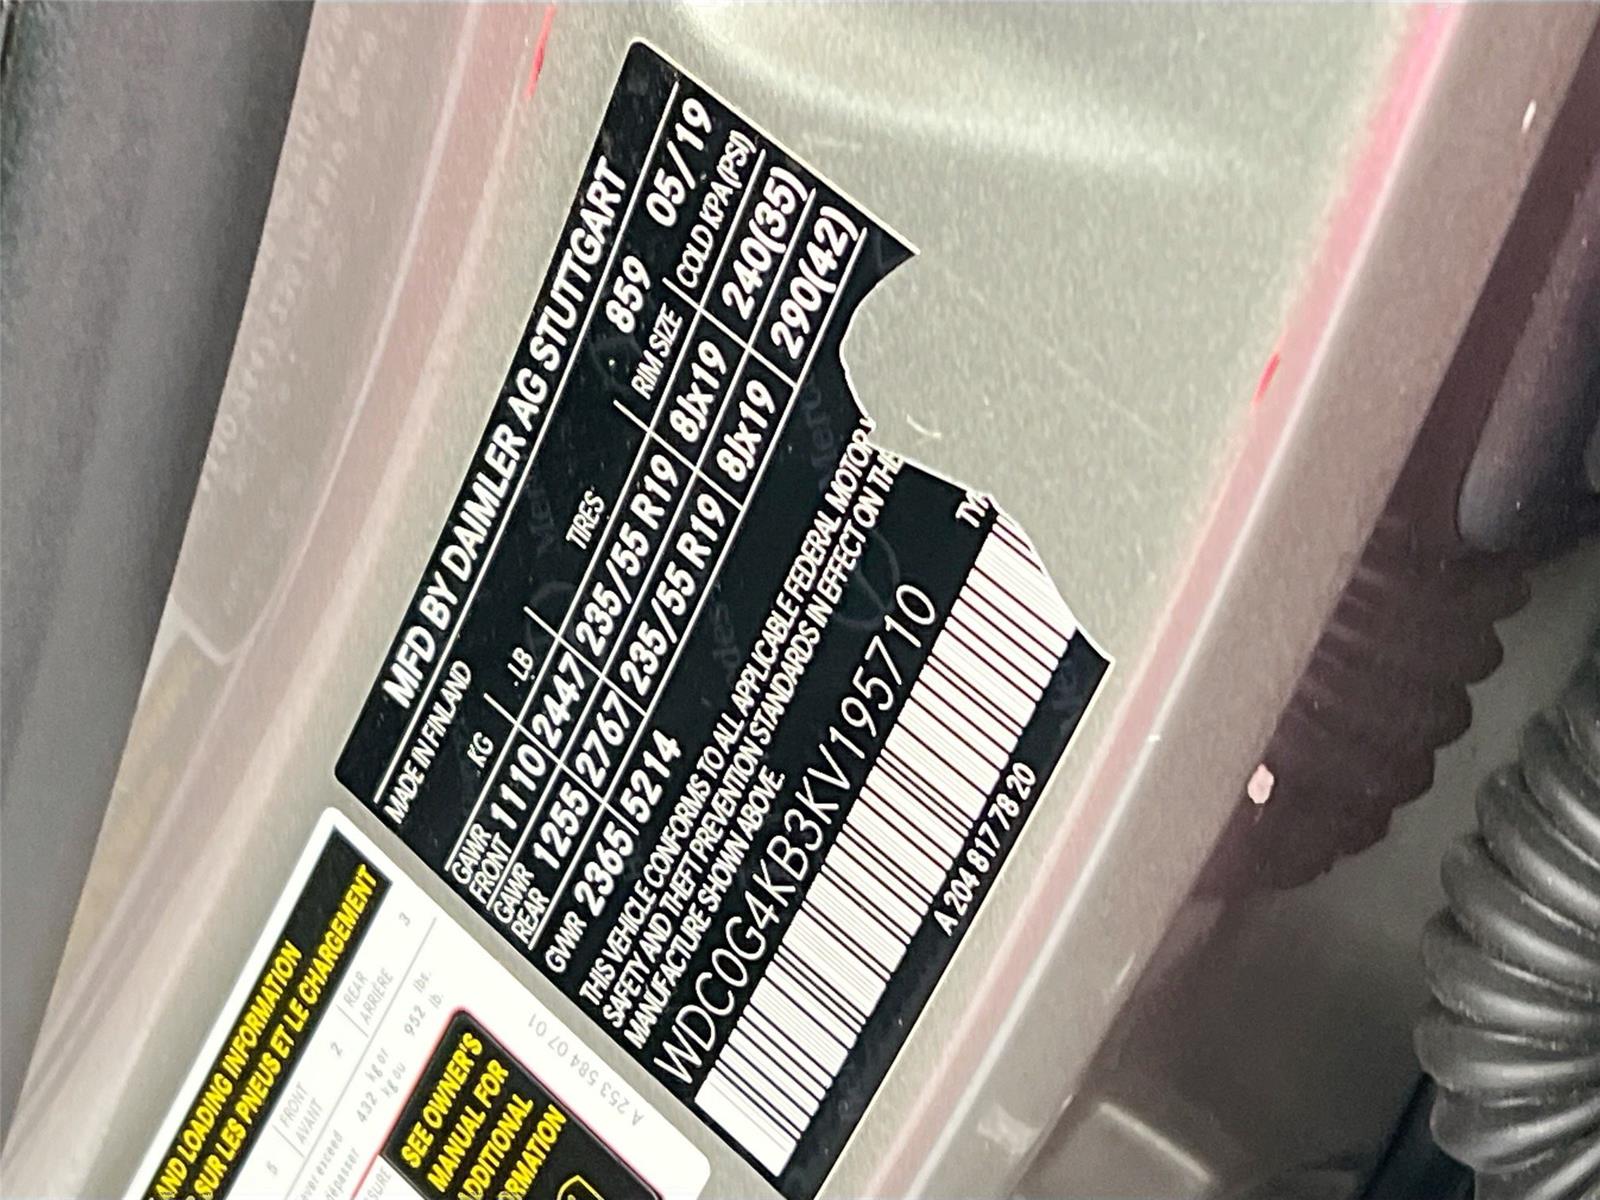 MFD BY DAIMLER AG STUTTGART
MADE IN FINLAND 859 05/19
KG LB TIRES RIM SIZE COLD KPA(PSI)
GAWR FRONT 1110 2447 235/55 R19 8Jx19 240(35)
GAWR REAR 1255 2767 235/55 R19 8Jx19 290(42)
GVWR 2365 5214
THIS VEHICLE CONFORMS TO ALL APPLICABLE FEDERAL MOTOR
SAFETY AND THEFT PREVENTION STANDARDS IN EFFECT ON THE
MANUFACTURE SHOWN ABOVE.
WDC0G4KB3KV195710
A 204 817 78 20
AND LOADING INFORMATION
SUR LES PNEUS ET LE CHARGEMENT
5 FRONT AVANT 2 REAR ARRIÈRE 3
432 kg or 952 lbs.
kg ou lb.
SEE OWNER'S
MANUAL FOR
ADDITIONAL
A 253 584 07 01